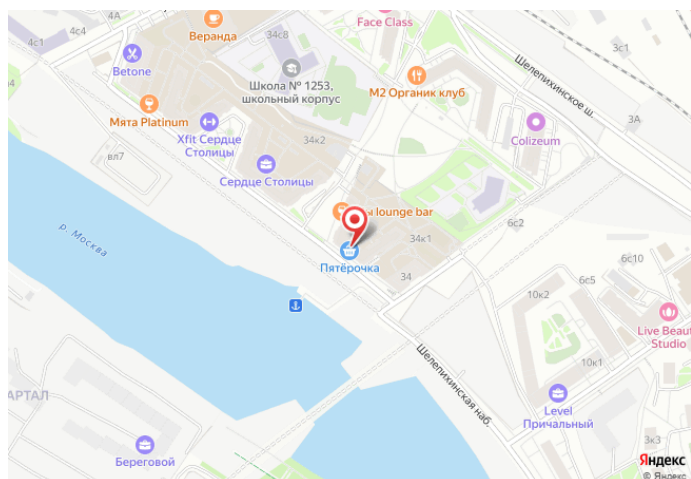 Face Class
4с1
4А
Веранда
34с8
3с1
Betone
Школа № 1253,
школьный корпус
М2 Органик клуб
Шелепихинское ш.
Мята Platinum
3А
Xfit Сердце
Столицы
34к2
Colizeum
вл7
Сердце Столицы
ы lounge bar
р. Москва
6с2
34к1
Пятёрочка
34
6с10
6с5
10к2
Live Beaut
Studio
Шелепихинская наб.
10к1
АРТАЛ
Level
Причальный
Береговой
3к3
Яндекс
© Яндекс